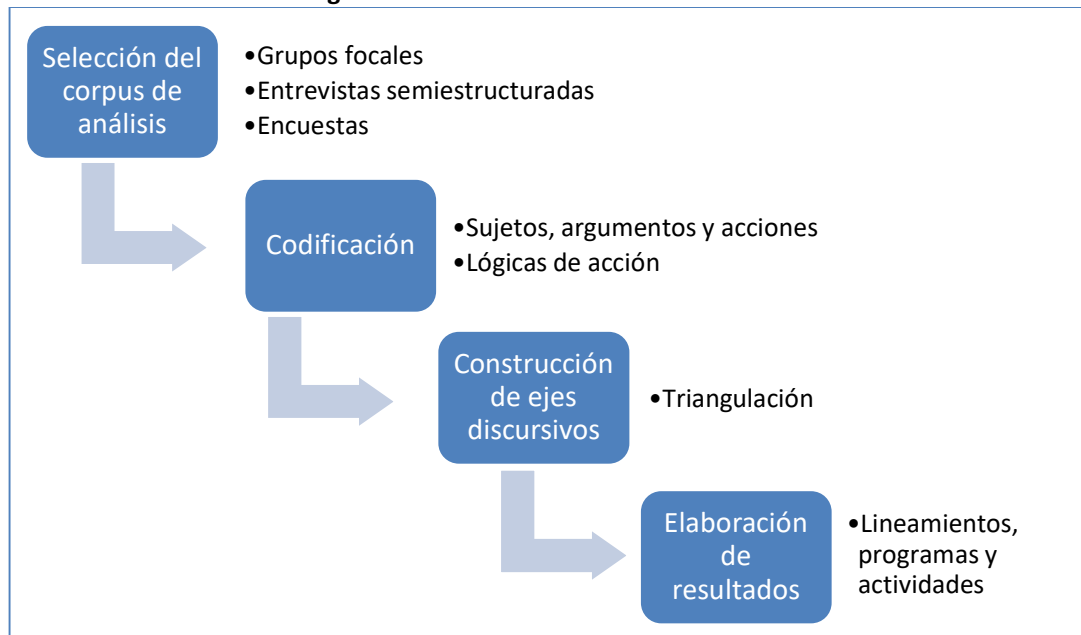 Selección del
corpus de
análisis
•Grupos focales
•Entrevistas semiestructuradas
•Encuestas
Codificación
•Sujetos, argumentos y acciones
•Lógicas de acción
Construcción
de ejes
discursivos
•Triangulación
Elaboración
de
resultados
•Lineamientos,
programas y
actividades